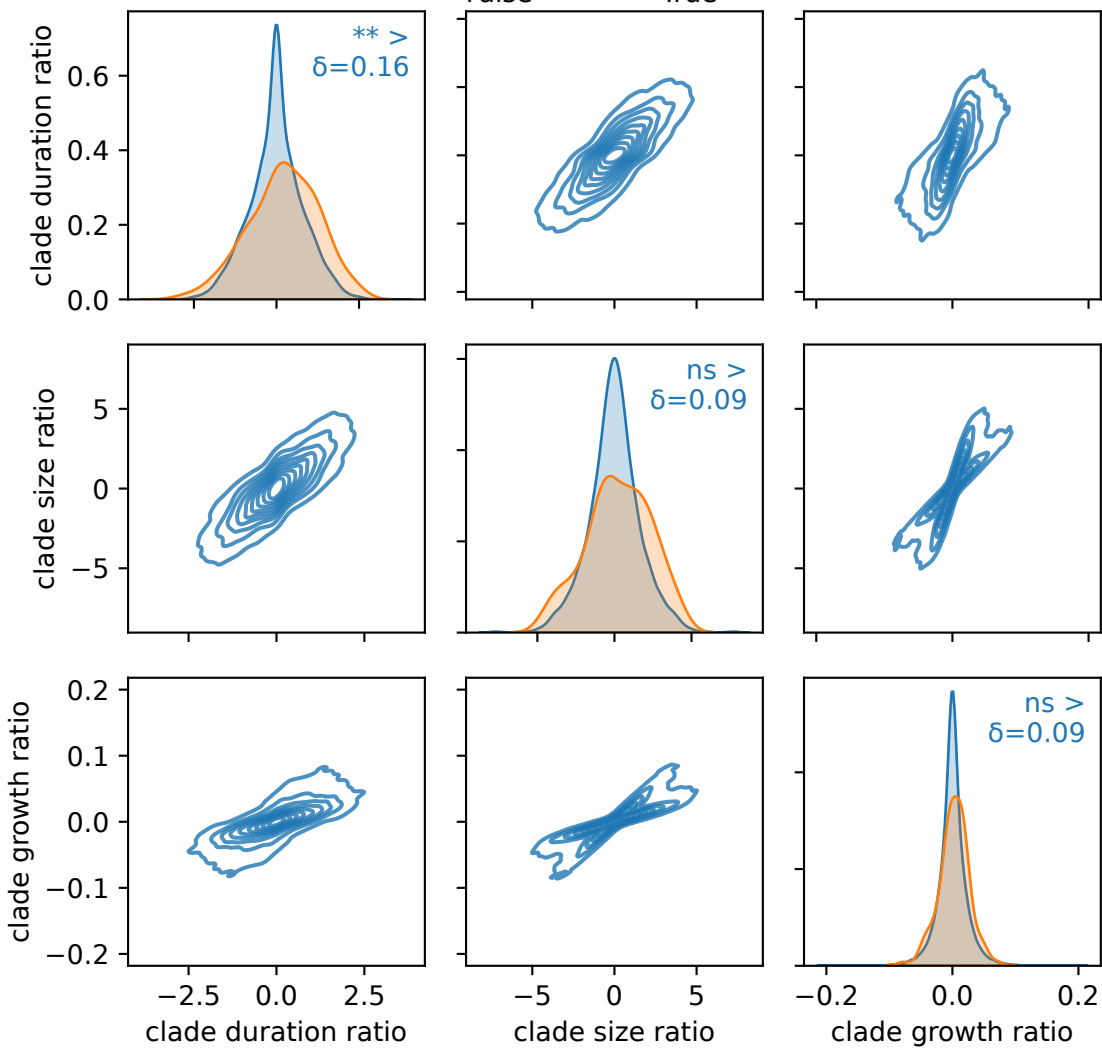 False True
clade duration ratio
0.6
0.4
0.2
0.0
** >
δ=0.16
clade size ratio
5
0
−5
ns >
δ=0.09
clade growth ratio
0.2
0.1
0.0
−0.1
−0.2
ns >
δ=0.09
−2.5 0.0 2.5
−5 0 5
−0.2 0.0 0.2
clade duration ratio
clade size ratio
clade growth ratio